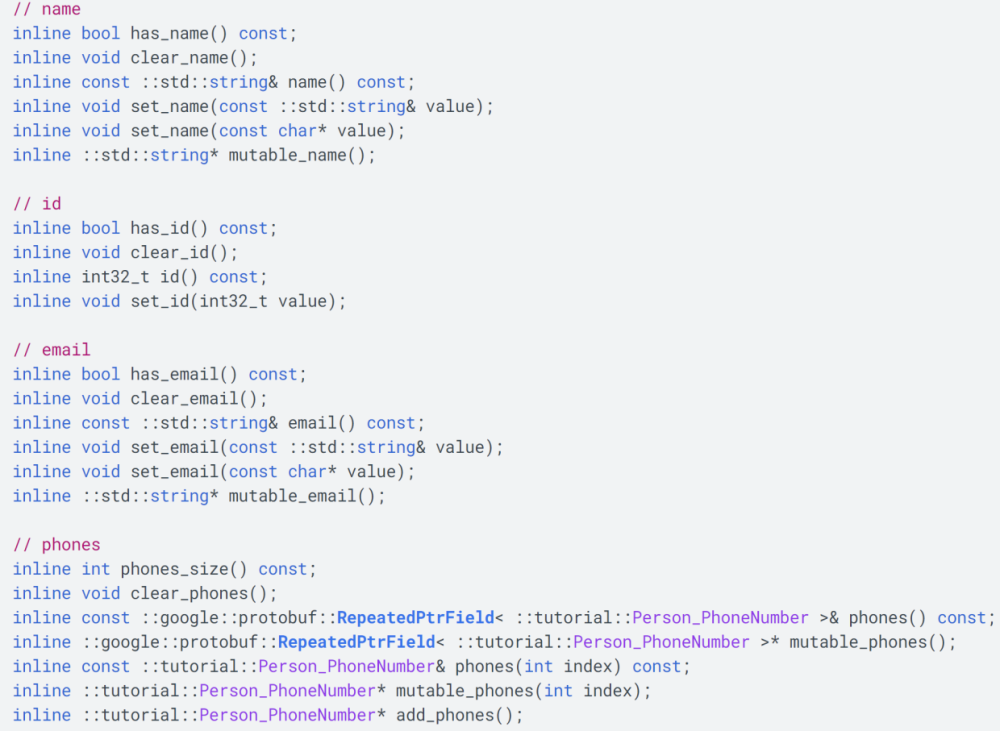 // name
inline bool has_name() const;
inline void clear_name();
inline const ::std::string& name() const;
inline void set_name(const ::std::string& value);
inline void set_name(const char* value);
inline ::std::string* mutable_name();

// id
inline bool has_id() const;
inline void clear_id();
inline int32_t id() const;
inline void set_id(int32_t value);

// email
inline bool has_email() const;
inline void clear_email();
inline const ::std::string& email() const;
inline void set_email(const ::std::string& value);
inline void set_email(const char* value);
inline ::std::string* mutable_email();

// phones
inline int phones_size() const;
inline void clear_phones();
inline const ::google::protobuf::RepeatedPtrField< ::tutorial::Person_PhoneNumber >& phones() const;
inline ::google::protobuf::RepeatedPtrField< ::tutorial::Person_PhoneNumber >* mutable_phones();
inline const ::tutorial::Person_PhoneNumber& phones(int index) const;
inline ::tutorial::Person_PhoneNumber* mutable_phones(int index);
inline ::tutorial::Person_PhoneNumber* add_phones();